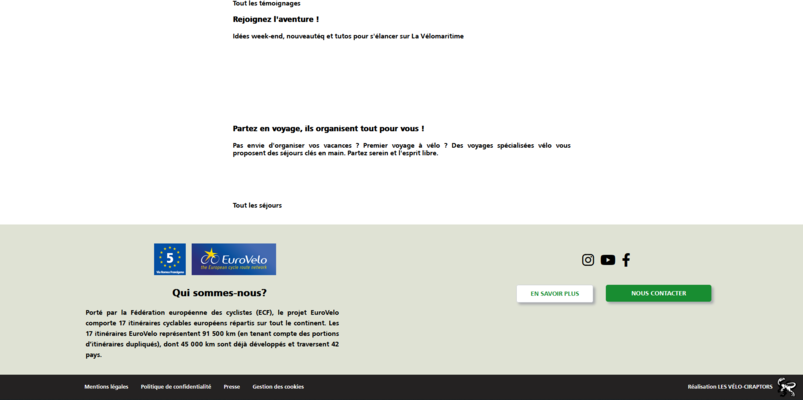 Tout les témoignages
Rejoignez l'aventure !
Idées week-end, nouveautéq et tutos pour s'élancer sur La Vélomaritime
Partez en voyage, ils organisent tout pour vous !
Pas envie d'organiser vos vacances ? Premier voyage à vélo ? Des voyages spécialisées vélo vous
proposent des séjours clés en main. Partez serein et l'esprit libre.
Tout les séjours
5
EuroVelo
the European cycle route network
Qui sommes-nous?
Porté par la Fédération européenne des cyclistes (ECF), le projet EuroVelo
comporte 17 itinéraires cyclables européens répartis sur tout le continent. Les
17 itinéraires EuroVelo représentent 91 500 km (en tenant compte des portions
d'itinéraires dupliqués), dont 45 000 km sont déjà développés et traversent 42
pays.
EN SAVOIR PLUS
NOUS CONTACTER
Mentions légales
Politique de confidentialité
Presse
Gestion des cookies
Réalisation LES VÉLO-CIRAPTORS